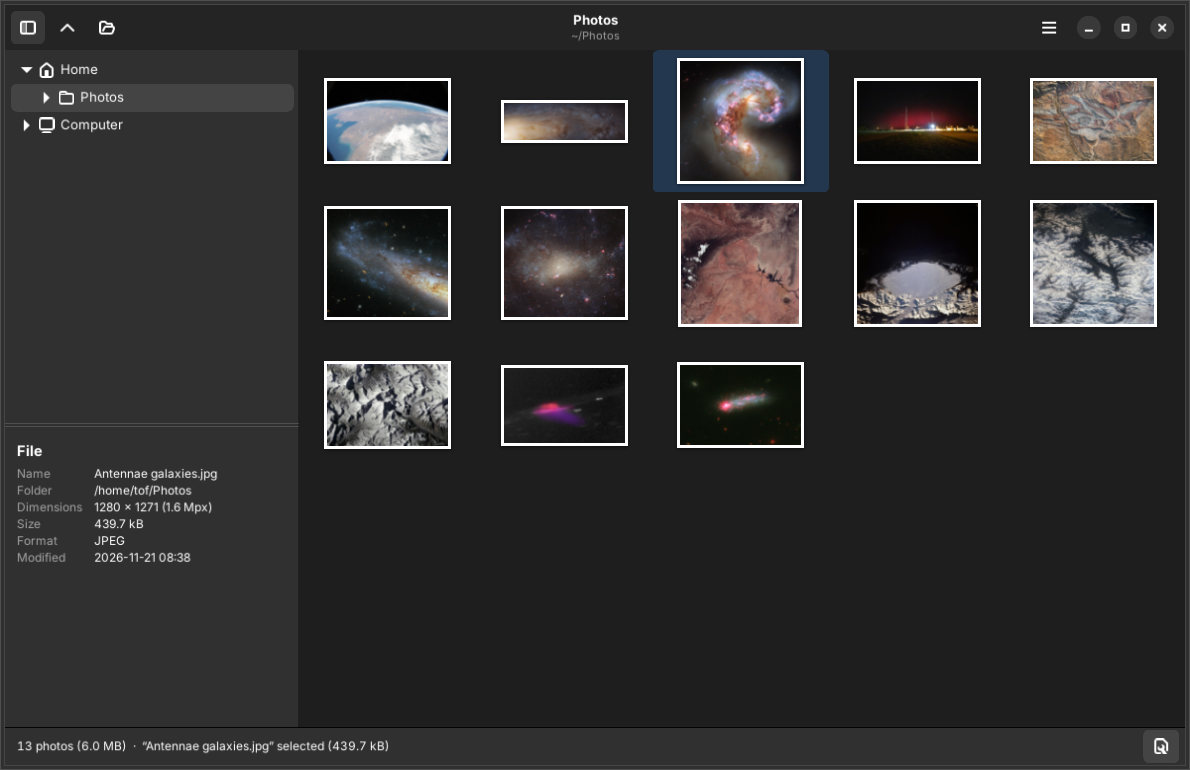 Photos
~/Photos
Home
Photos
Computer
File
Name Antennae galaxies.jpg
Folder /home/tof/Photos
Dimensions 1280 × 1271 (1.6 Mpx)
Size 439.7 kB
Format JPEG
Modified 2026-11-21 08:38
13 photos (6.0 MB) · “Antennae galaxies.jpg” selected (439.7 kB)